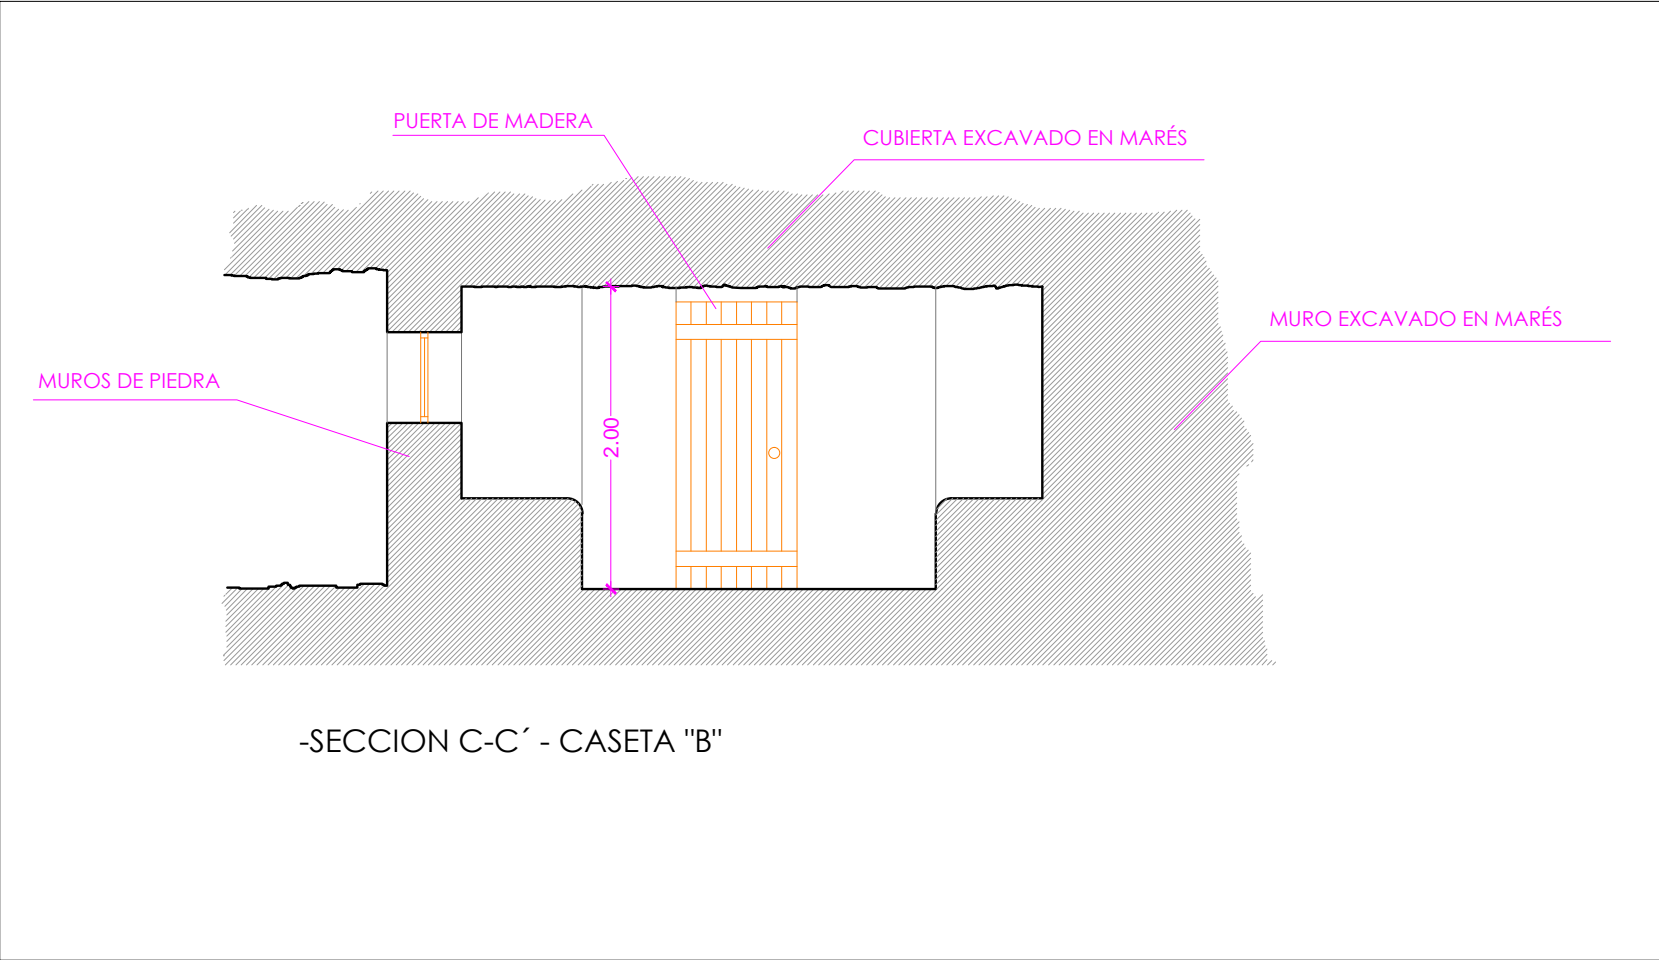 PUERTA DE MADERA
CUBIERTA EXCAVADO EN MARÉS
MURO EXCAVADO EN MARÉS
MUROS DE PIEDRA
2.00
-SECCION C-C´ - CASETA "B"